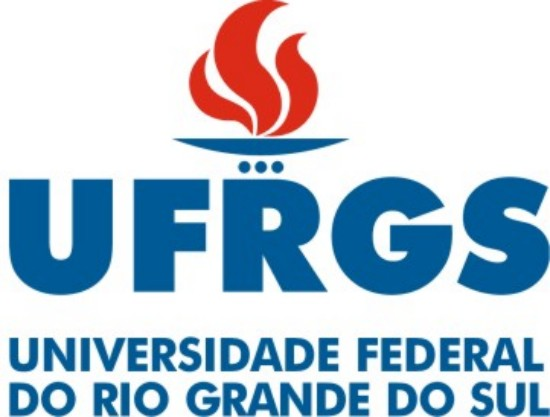 UFRGS
UNIVERSIDADE FEDERAL
DO RIO GRANDE DO SUL